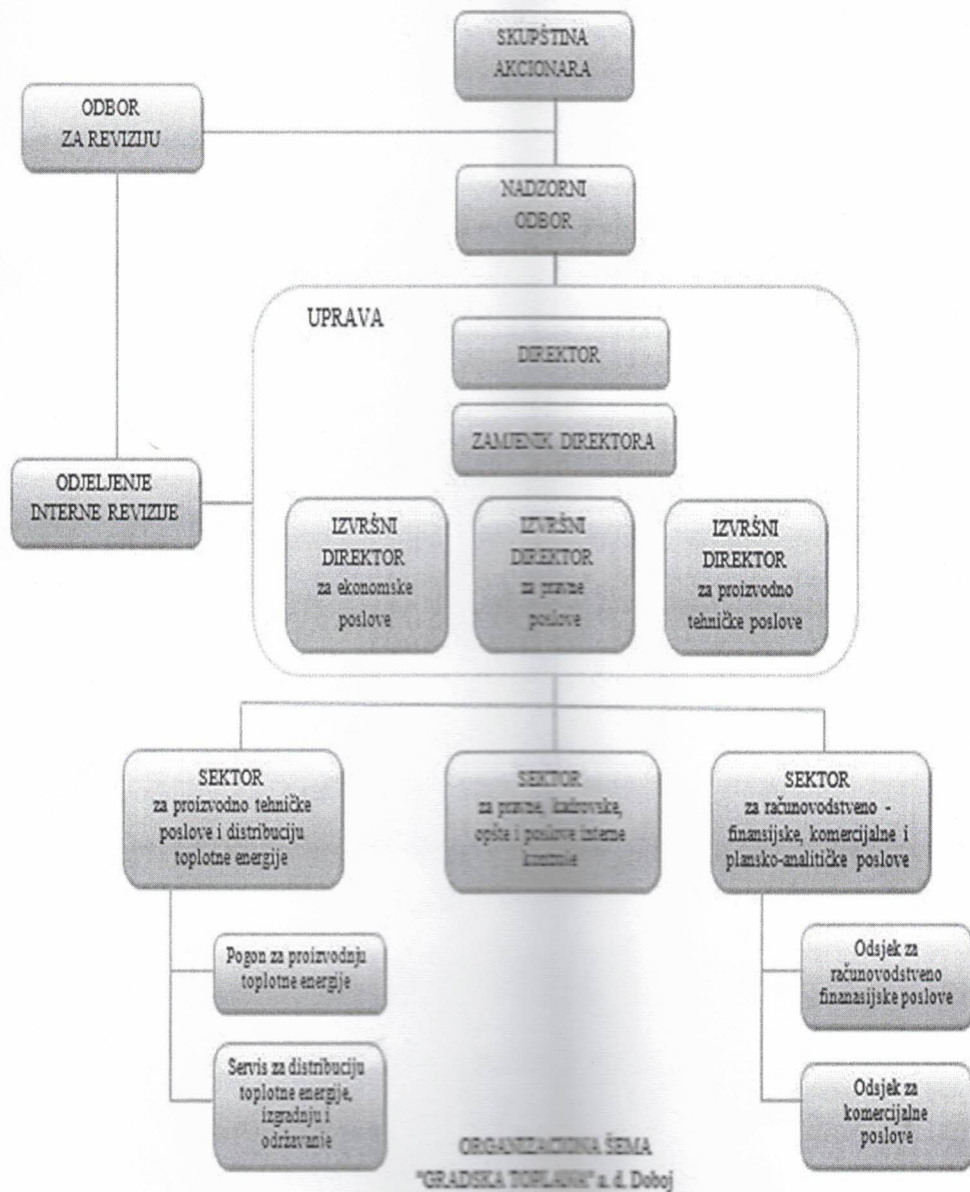 SKUPŠTINA
AKCIONARA
ODBOR
ZA REVIZIJU
NADZORNI
ODBOR
UPRAVA
DIREKTOR
ZAMJENIK DIREKTORA
ODJELJENJE
INTERNE REVIZIJE
IZVRŠNI
DIREKTOR
za ekonomske
poslove
IZVRŠNI
DIREKTOR
za pravne
poslove
IZVRŠNI
DIREKTOR
za proizvodno
tehničke poslove
SEKTOR
za proizvodno tehničke
poslove i distribuciju
toplotne energije
SEKTOR
za pravne, kadrovske,
opšte i poslove interne
kontrole
SEKTOR
za računovodstveno -
finansijske, komercijalne i
plansko-analitičke poslove
Pogon za proizvodnju
toplotne energije
Servis za distribuciju
toplotne energije,
izgradnju i
održavanje
Odsjek za
računovodstveno
finanasijske poslove
Odsjek za
komercijalne
poslove
ORGANIZACIONA ŠEMA
"GRADSKA TOPLANA" a. d. Doboj